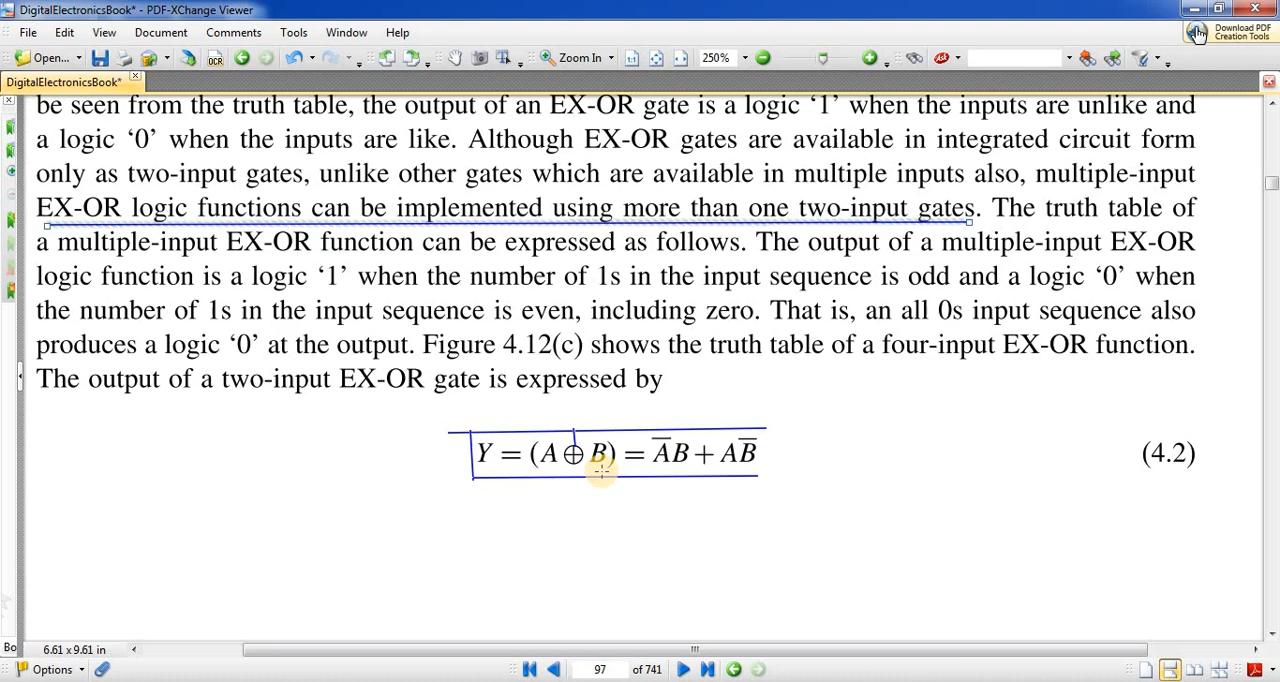 DigitalElectronicsBook* - PDF-XChange Viewer
File Edit View Document Comments Tools Window Help
Download PDF
Creation Tools
Open... OCR Zoom In 250%
DigitalElectronicsBook*
be seen from the truth table, the output of an EX-OR gate is a logic ‘1’ when the inputs are unlike and
a logic ‘0’ when the inputs are like. Although EX-OR gates are available in integrated circuit form
only as two-input gates, unlike other gates which are available in multiple inputs also, multiple-input
EX-OR logic functions can be implemented using more than one two-input gates. The truth table of
a multiple-input EX-OR function can be expressed as follows. The output of a multiple-input EX-OR
logic function is a logic ‘1’ when the number of 1s in the input sequence is odd and a logic ‘0’ when
the number of 1s in the input sequence is even, including zero. That is, an all 0s input sequence also
produces a logic ‘0’ at the output. Figure 4.12(c) shows the truth table of a four-input EX-OR function.
The output of a two-input EX-OR gate is expressed by
Y = (A ⊕ B) = A̅B + AB̅ (4.2)
Bo 6.61 x 9.61 in
Options 97 of 741